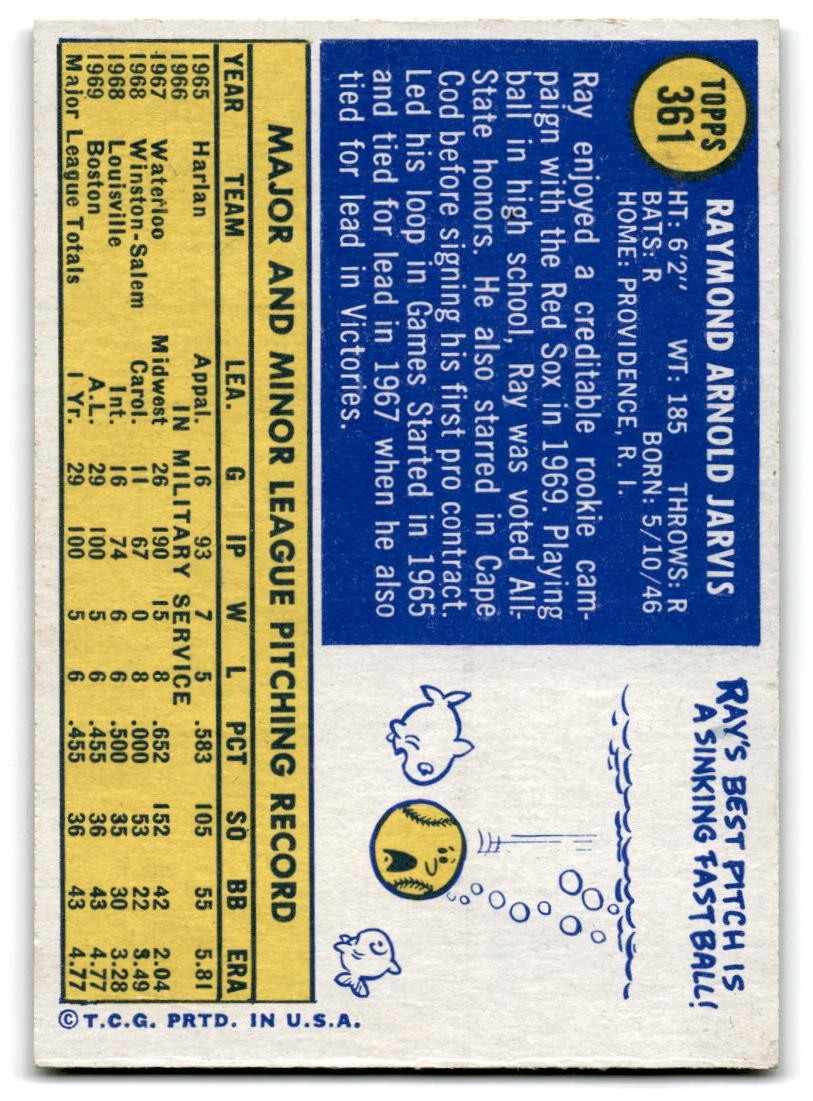 TOPPS
361
RAYMOND ARNOLD JARVIS
HT: 6'2" WT: 185 THROWS: R
BATS: R BORN: 5/10/46
HOME: PROVIDENCE, R. I.
Ray enjoyed a creditable rookie cam-
paign with the Red Sox in 1969. Playing
ball in high school, Ray was voted All-
State honors. He also starred in Cape
Cod before signing his first pro contract.
Led his loop in Games Started in 1965
and tied for lead in 1967 when he also
tied for lead in Victories.
RAY'S BEST PITCH IS
A SINKING FAST BALL!
MAJOR AND MINOR LEAGUE PITCHING RECORD
YEAR TEAM LEA. G IP W L PCT SO BB ERA
1965 Harlan Appal. 16 93 7 5 .583 105 55 5.81
1966 IN MILITARY SERVICE
1967 Waterloo Midwest 26 190 15 8 .652 152 42 2.04
1968 Winston-Salem Carol. 11 67 0 8 .000 53 22 8.49
1968 Louisville Int. 16 74 6 6 .500 35 30 3.28
1969 Boston A.L. 29 100 5 6 .455 36 43 4.77
Major League Totals 1 Yr. 29 100 5 6 .455 36 43 4.77
© T.C.G. PRTD. IN U.S.A.